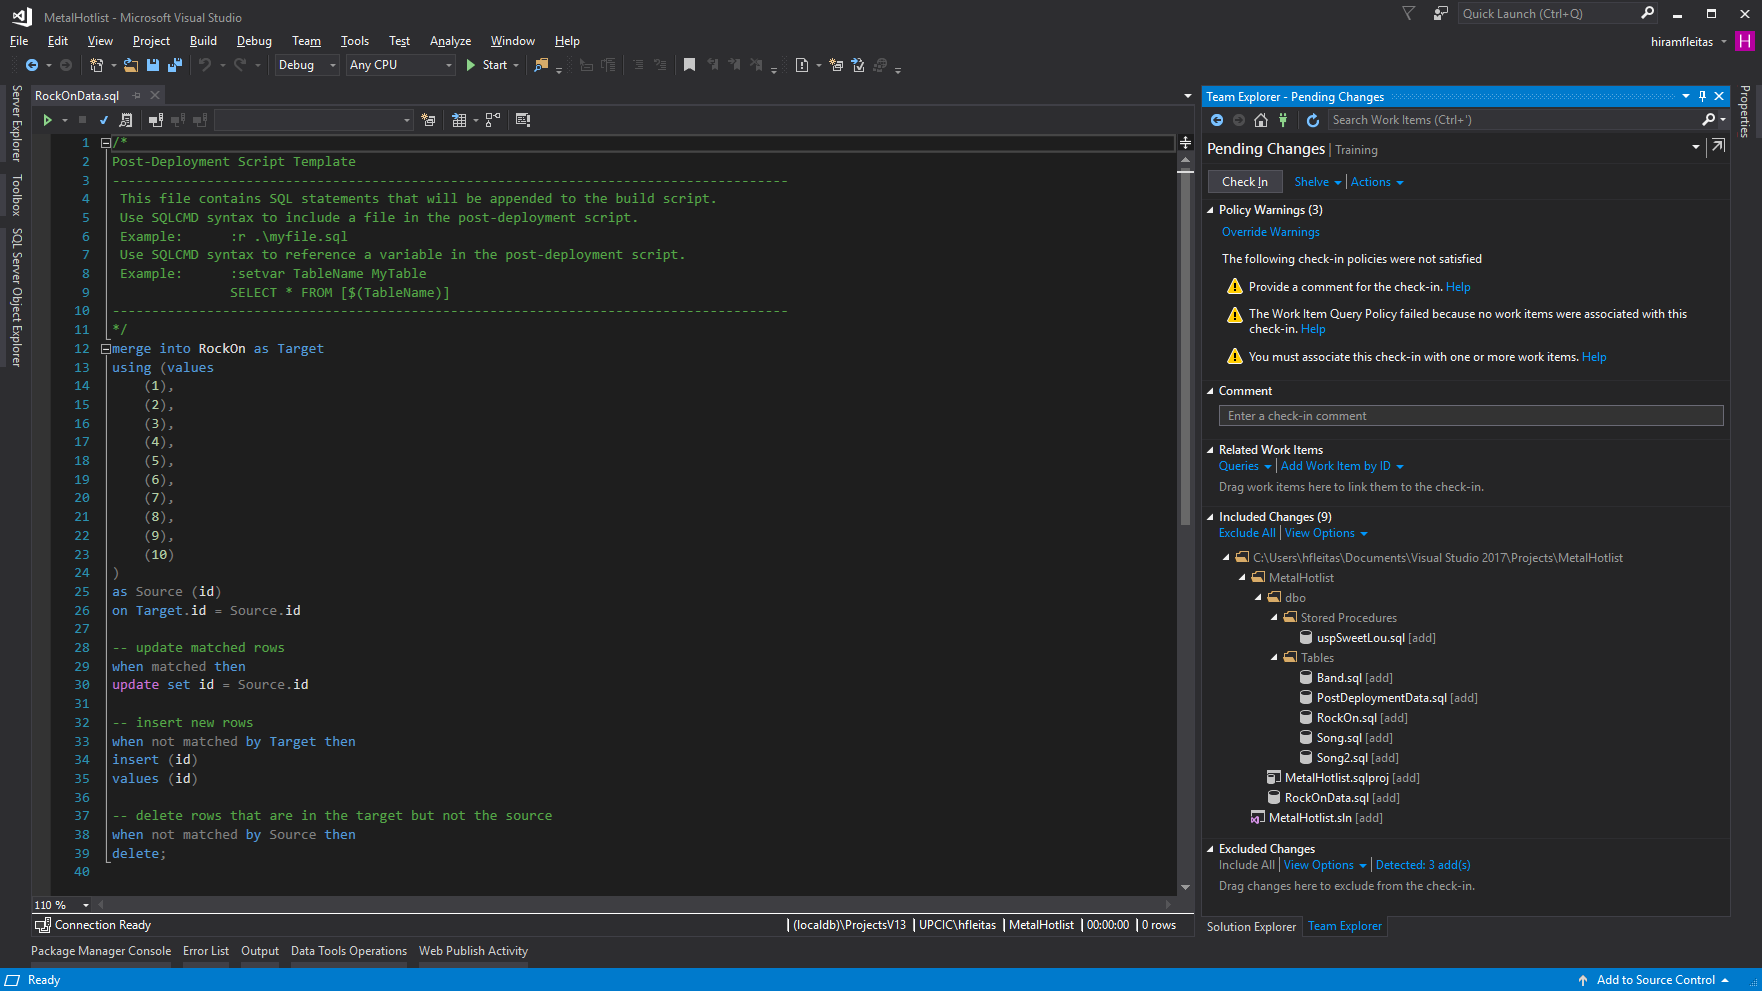 MetalHotlist - Microsoft Visual Studio
Quick Launch (Ctrl+Q)
File Edit View Project Build Debug Team Tools Test Analyze Window Help
hiramfleitas H
Debug Any CPU Start
Server Explorer
Toolbox
SQL Server Object Explorer
RockOnData.sql
1 /*
2 Post-Deployment Script Template
3 --------------------------------------------------------------------------------------
4 This file contains SQL statements that will be appended to the build script.
5 Use SQLCMD syntax to include a file in the post-deployment script.
6 Example: :r .\myfile.sql
7 Use SQLCMD syntax to reference a variable in the post-deployment script.
8 Example: :setvar TableName MyTable
9 SELECT * FROM [$(TableName)]
10 --------------------------------------------------------------------------------------
11 */
12 merge into RockOn as Target
13 using (values
14 (1),
15 (2),
16 (3),
17 (4),
18 (5),
19 (6),
20 (7),
21 (8),
22 (9),
23 (10)
24 )
25 as Source (id)
26 on Target.id = Source.id
27
28 -- update matched rows
29 when matched then
30 update set id = Source.id
31
32 -- insert new rows
33 when not matched by Target then
34 insert (id)
35 values (id)
36
37 -- delete rows that are in the target but not the source
38 when not matched by Source then
39 delete;
40
110 %
Connection Ready (localdb)\ProjectsV13 UPCIC\hfleitas MetalHotlist 00:00:00 0 rows
Team Explorer - Pending Changes
Search Work Items (Ctrl+')
Pending Changes | Training
Check In Shelve Actions
Policy Warnings (3)
Override Warnings
The following check-in policies were not satisfied
Provide a comment for the check-in. Help
The Work Item Query Policy failed because no work items were associated with this
check-in. Help
You must associate this check-in with one or more work items. Help
Comment
Enter a check-in comment
Related Work Items
Queries Add Work Item by ID
Drag work items here to link them to the check-in.
Included Changes (9)
Exclude All View Options
C:\Users\hfleitas\Documents\Visual Studio 2017\Projects\MetalHotlist
MetalHotlist
dbo
Stored Procedures
uspSweetLou.sql [add]
Tables
Band.sql [add]
PostDeploymentData.sql [add]
RockOn.sql [add]
Song.sql [add]
Song2.sql [add]
MetalHotlist.sqlproj [add]
RockOnData.sql [add]
MetalHotlist.sln [add]
Excluded Changes
Include All View Options Detected: 3 add(s)
Drag changes here to exclude from the check-in.
Solution Explorer Team Explorer
Properties
Package Manager Console Error List Output Data Tools Operations Web Publish Activity
Ready Add to Source Control